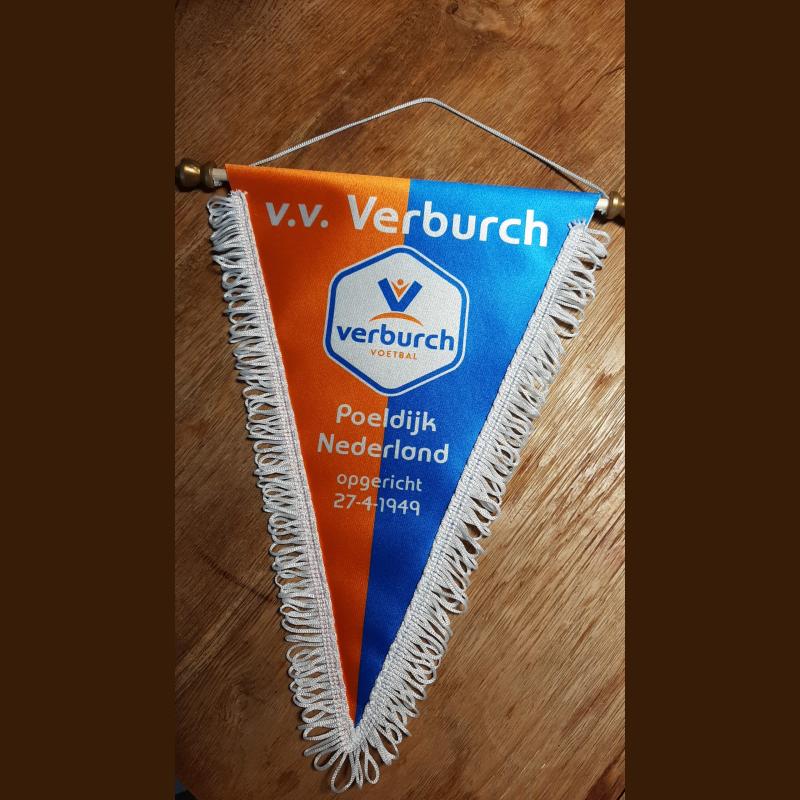 v.v. Verburch
verburch
VOETBAL
Poeldijk
Nederland
opgericht
27-4-1949